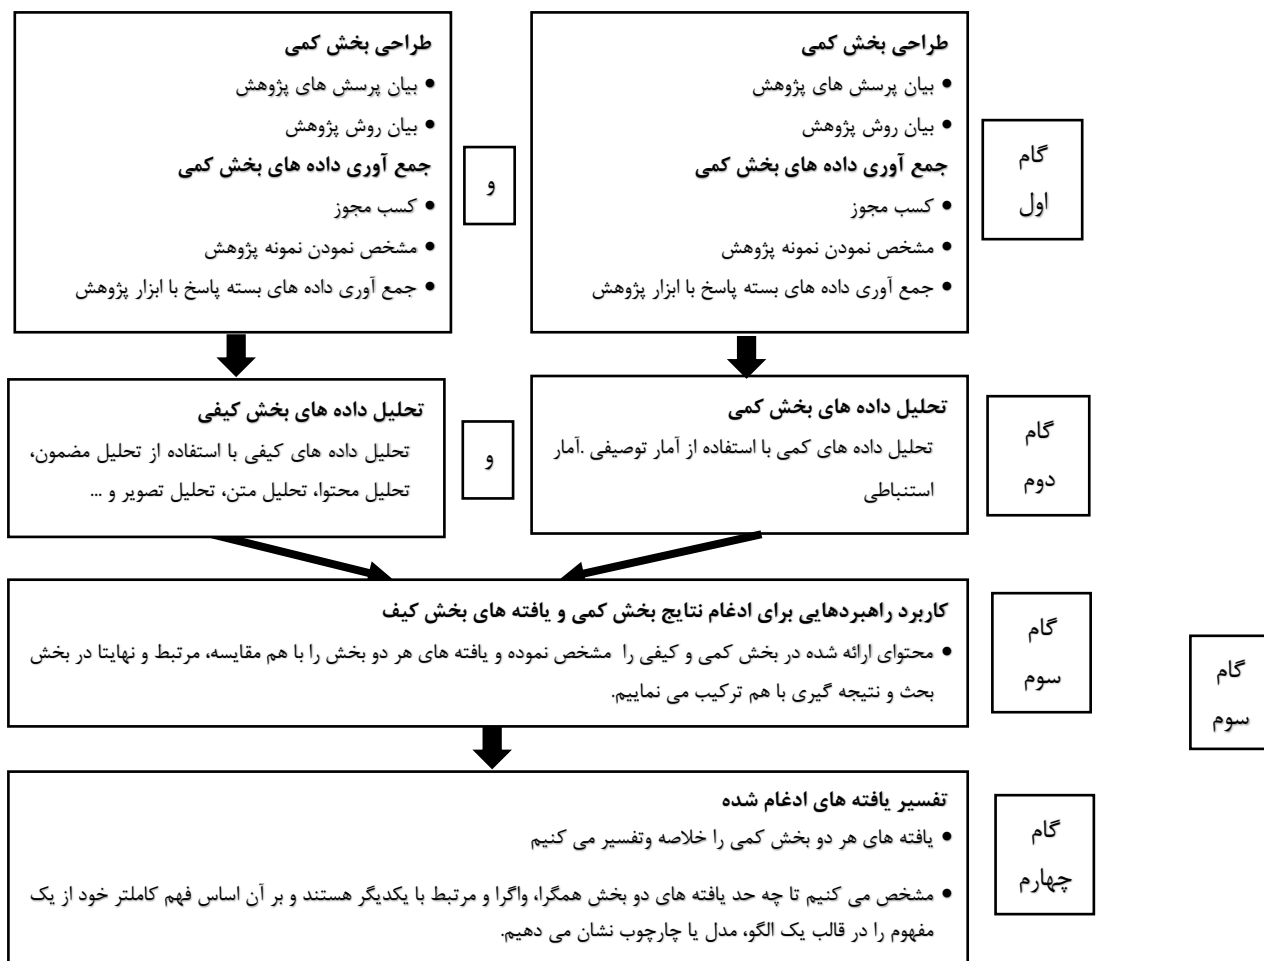 طراحی بخش کمی
• بیان پرسش های پژوهش
• بیان روش پژوهش
جمع آوری داده های بخش کمی
• کسب مجوز
• مشخص نمودن نمونه پژوهش
• جمع آوری داده های بسته پاسخ با ابزار پژوهش
و
طراحی بخش کمی
• بیان پرسش های پژوهش
• بیان روش پژوهش
جمع آوری داده های بخش کمی
• کسب مجوز
• مشخص نمودن نمونه پژوهش
• جمع آوری داده های بسته پاسخ با ابزار پژوهش
گام
اول
تحلیل داده های بخش کمی
تحلیل داده های کمی با استفاده از آمار توصیفی .آمار
استنباطی
و
تحلیل داده های بخش کیفی
تحلیل داده های کیفی با استفاده از تحلیل مضمون،
تحلیل محتوا، تحلیل متن، تحلیل تصویر و ...
گام
دوم
کاربرد راهبردهایی برای ادغام نتایج بخش کمی و یافته های بخش کیف
• محتوای ارائه شده در بخش کمی و کیفی را مشخص نموده و یافته های هر دو بخش را با هم مقایسه، مرتبط و نهایتا در بخش
بحث و نتیجه گیری با هم ترکیب می نماییم.
گام
سوم
گام
سوم
تفسیر یافته های ادغام شده
• یافته های هر دو بخش کمی را خلاصه وتفسیر می کنیم
• مشخص می کنیم تا چه حد یافته های دو بخش همگرا، واگرا و مرتبط با یکدیگر هستند و بر آن اساس فهم کاملتر خود از یک
مفهوم را در قالب یک الگو، مدل یا چارچوب نشان می دهیم.
گام
چهارم